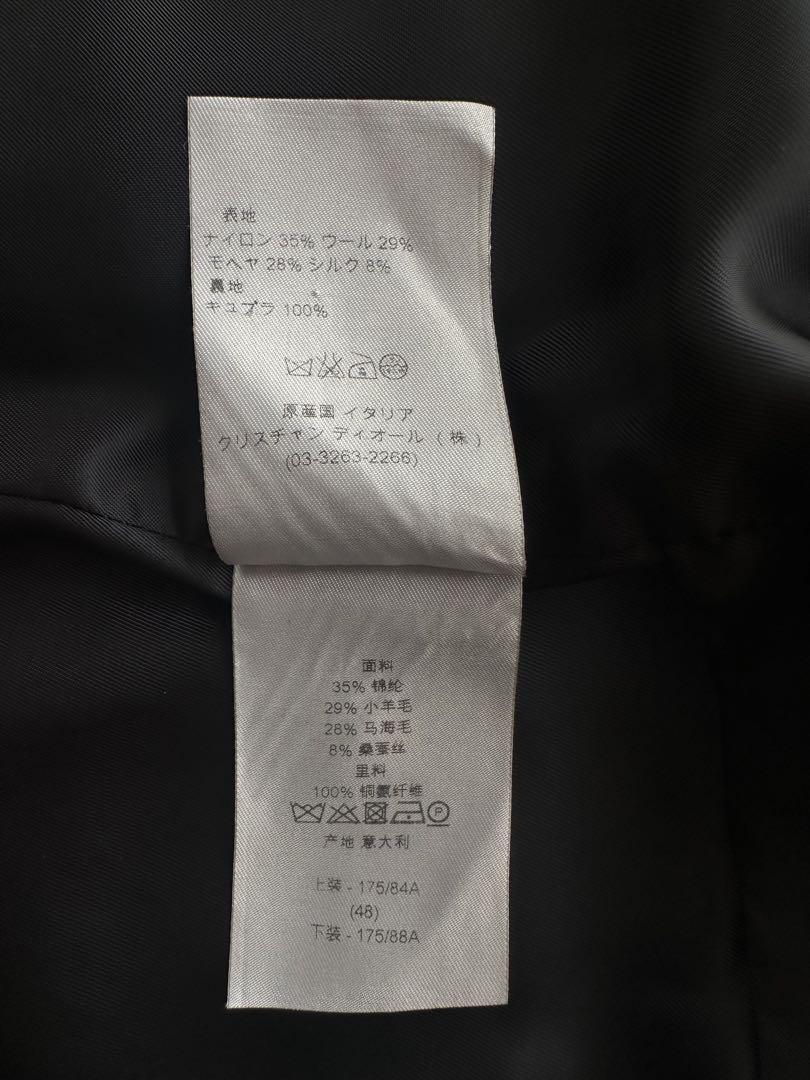 表地
ナイロン 35% ウール 29%
モヘヤ 28% シルク 8%
裏地
キュプラ 100%
原産国 イタリア
クリスチャン ディオール (株)
(03-3263-2266)
面料
35% 锦纶
29% 小羊毛
28% 马海毛
8% 桑蚕丝
里料
100% 铜氨纤维
P
产地 意大利
上装 - 175/84A
(48)
下装 - 175/88A